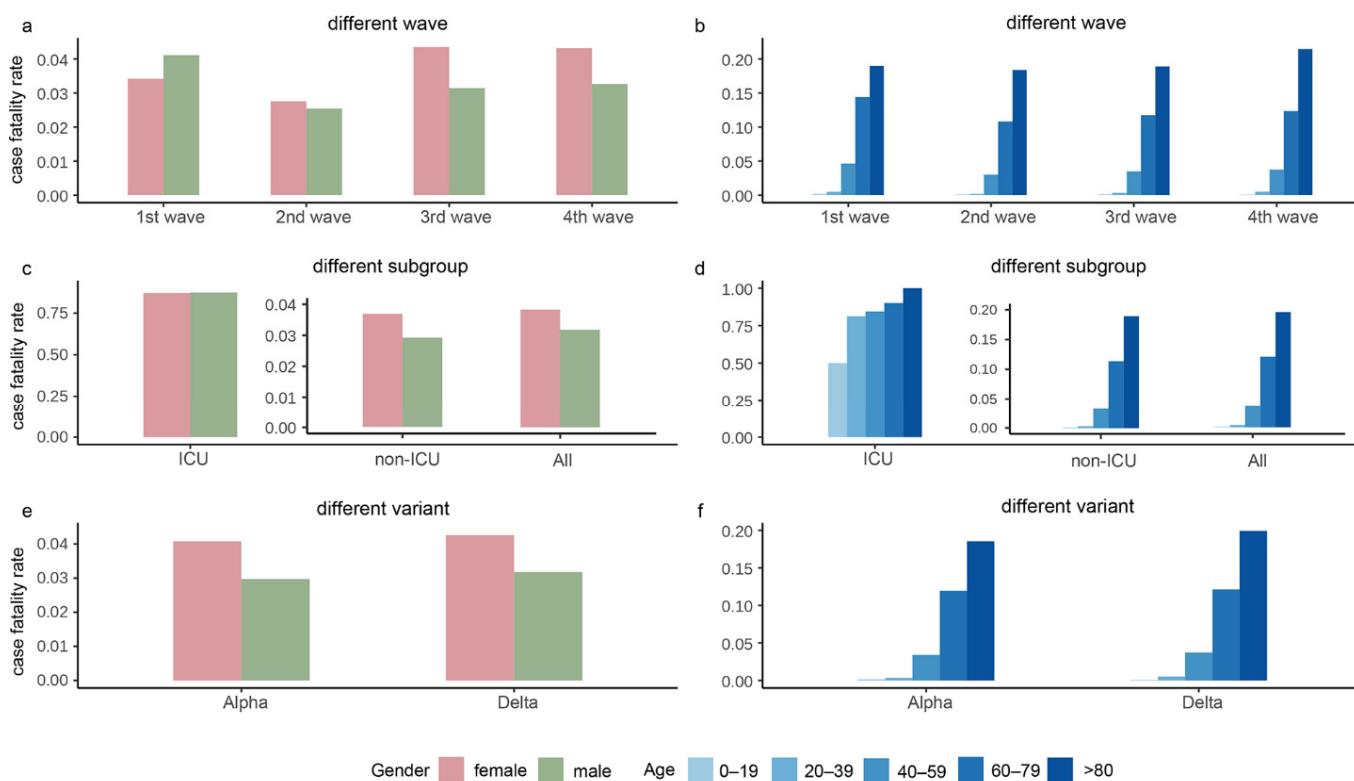 a different wave
case fatality rate
0.04
0.03
0.02
0.01
0.00
1st wave 2nd wave 3rd wave 4th wave
b different wave
0.20
0.15
0.10
0.05
0.00
1st wave 2nd wave 3rd wave 4th wave
c different subgroup
case fatality rate
0.75
0.50
0.25
0.00
0.04
0.03
0.02
0.01
0.00
ICU non-ICU All
d different subgroup
1.00
0.75
0.50
0.25
0.00
0.20
0.15
0.10
0.05
0.00
ICU non-ICU All
e different variant
case fatality rate
0.04
0.03
0.02
0.01
0.00
Alpha Delta
f different variant
0.20
0.15
0.10
0.05
0.00
Alpha Delta
Gender female male Age 0–19 20–39 40–59 60–79 >80